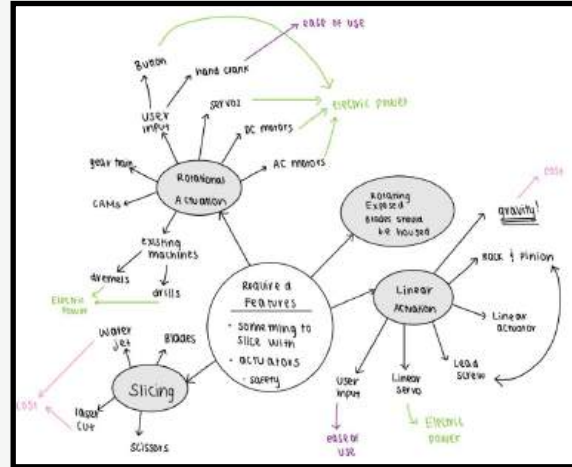 ease of use
Button
hand crank
servos
electric power
user
input
DC motors
AC motors
gear train
Rotational
Actuation
CAMs
existing
machines
dremels
drills
Electric
Power
Rotating
Exposed
Blades should
be housed
cost
gravity!
Rack & Pinion
Linear
Actuation
Linear
actuator
Lead
screw
User
input
ease of
use
Linear
servo
Electric
power
Required
Features
• something to
slice with
• actuators
• safety
Water
jet
Blades
Slicing
cost
laser
cut
scissors